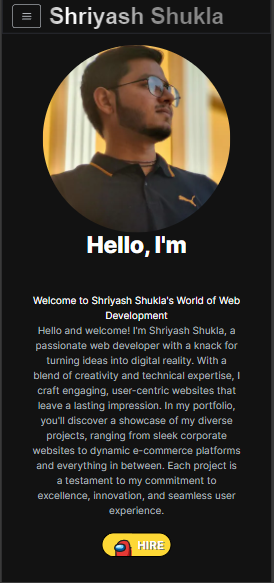 Shriyash Shukla
Hello, I'm
Welcome to Shriyash Shukla's World of Web
Development
Hello and welcome! I'm Shriyash Shukla, a
passionate web developer with a knack for
turning ideas into digital reality. With a
blend of creativity and technical expertise, I
craft engaging, user-centric websites that
leave a lasting impression. In my portfolio,
you'll discover a showcase of my diverse
projects, ranging from sleek corporate
websites to dynamic e-commerce platforms
and everything in between. Each project is
a testament to my commitment to
excellence, innovation, and seamless user
experience.
HIRE